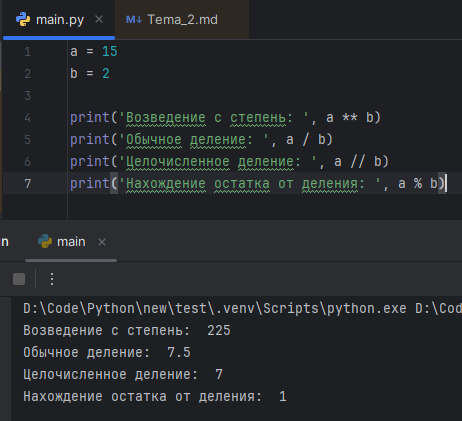 main.py × Tema_2.md
1 a = 15
2 b = 2
3
4 print('Возведение с степень: ', a ** b)
5 print('Обычное деление: ', a / b)
6 print('Целочисленное деление: ', a // b)
7 print('Нахождение остатка от деления: ', a % b)
n main ×
D:\Code\Python\new\test\.venv\Scripts\python.exe D:\Cod
Возведение с степень:  225
Обычное деление:  7.5
Целочисленное деление:  7
Нахождение остатка от деления:  1